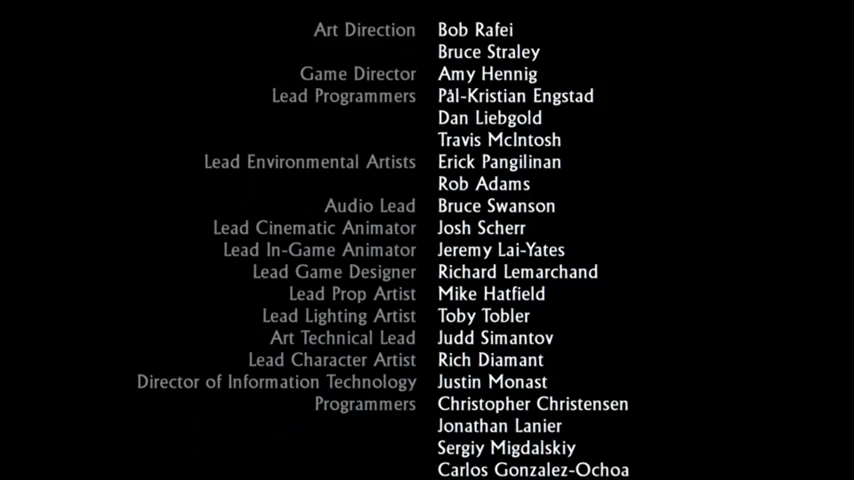 Art Direction Bob Rafei
Bruce Straley
Game Director Amy Hennig
Lead Programmers Pål-Kristian Engstad
Dan Liebgold
Travis McIntosh
Lead Environmental Artists Erick Pangilinan
Rob Adams
Audio Lead Bruce Swanson
Lead Cinematic Animator Josh Scherr
Lead In-Game Animator Jeremy Lai-Yates
Lead Game Designer Richard Lemarchand
Lead Prop Artist Mike Hatfield
Lead Lighting Artist Toby Tobler
Art Technical Lead Judd Simantov
Lead Character Artist Rich Diamant
Director of Information Technology Justin Monast
Programmers Christopher Christensen
Jonathan Lanier
Sergiy Migdalskiy
Carlos Gonzalez-Ochoa